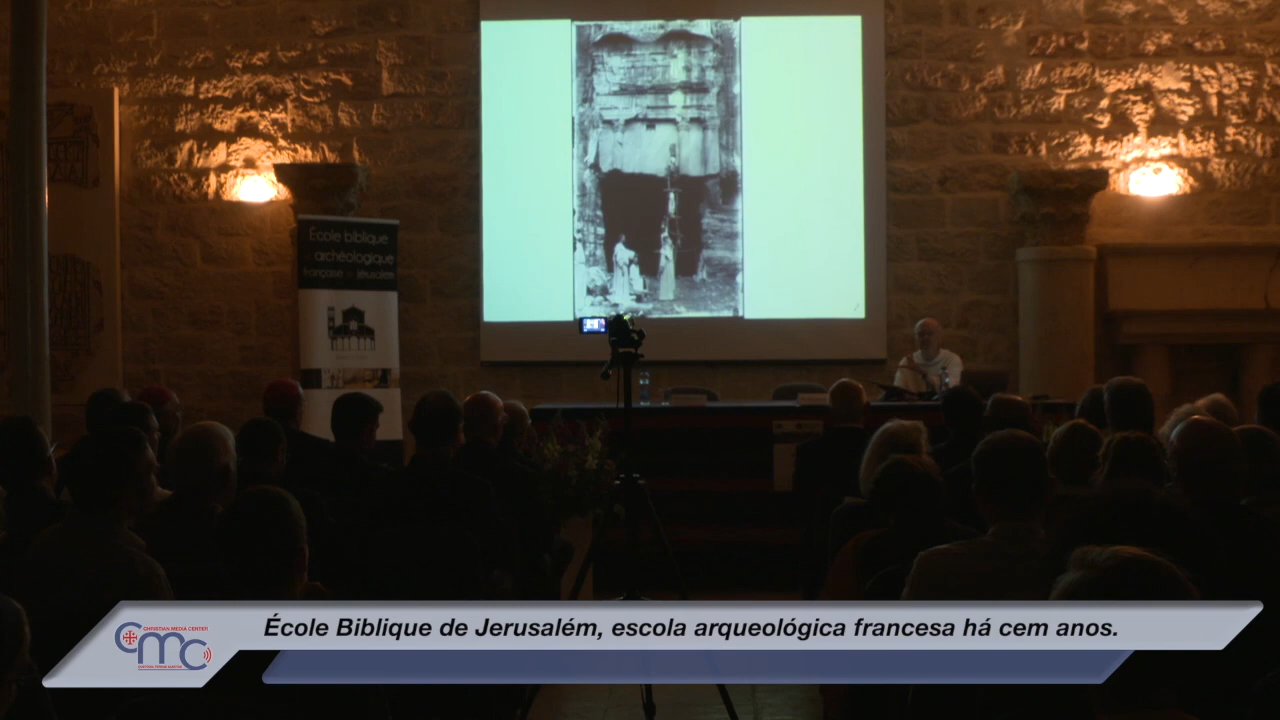 École biblique
archéologique
française Jérusalem
CHRISTIAN MEDIA CENTER
CMC
École Biblique de Jerusalém, escola arqueológica francesa há cem anos.